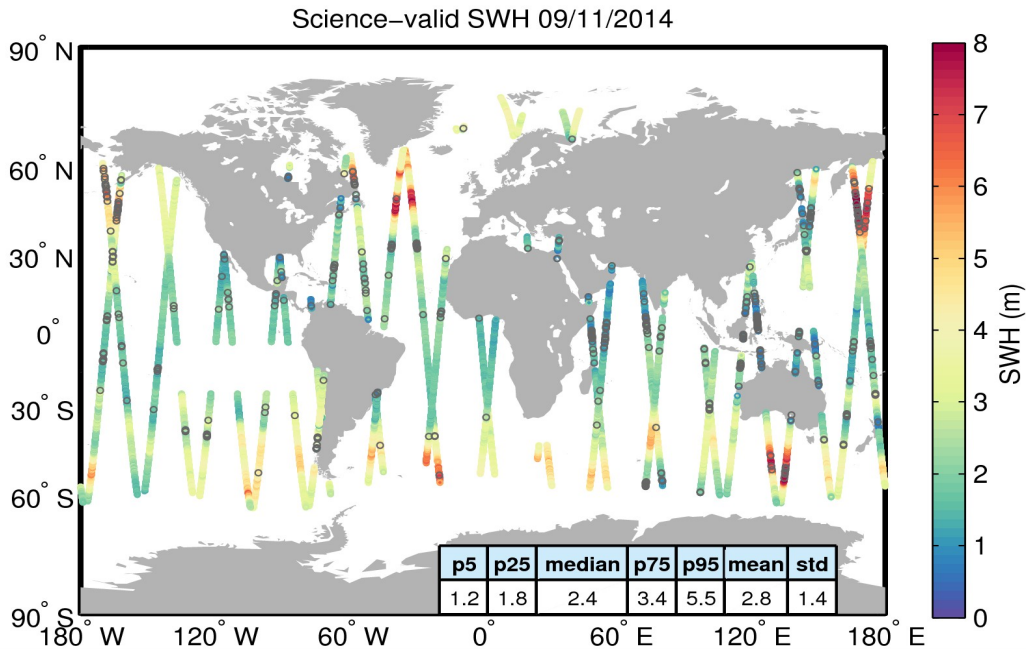 Science−valid SWH 09/11/2014
90° N
60° N
30° N
0°
30° S
60° S
90° S
180° W
120° W
60° W
0°
60° E
120° E
180° E
p5 p25 median p75 p95 mean std
1.2 1.8 2.4 3.4 5.5 2.8 1.4
8
7
6
5
4
3
2
1
0
SWH (m)